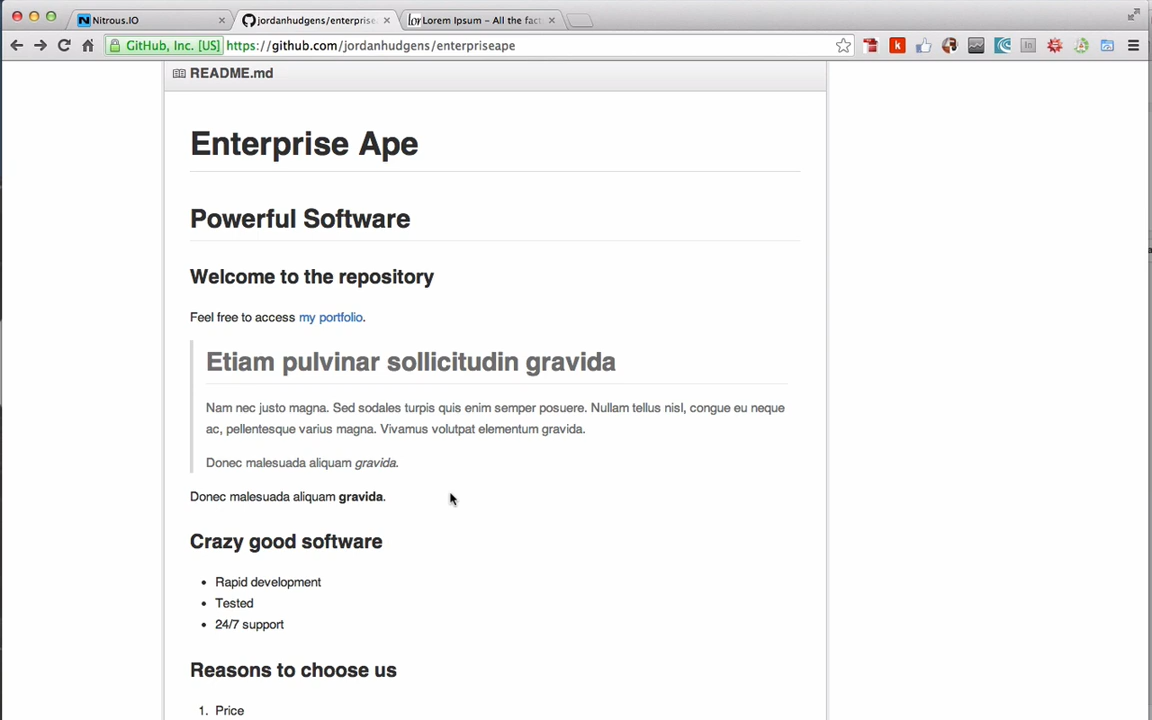 Nitrous.IO
jordanhudgens/enterprise.
Lorem Ipsum – All the fact
GitHub, Inc. [US] https://github.com/jordanhudgens/enterpriseape
README.md
Enterprise Ape
Powerful Software
Welcome to the repository
Feel free to access my portfolio.
Etiam pulvinar sollicitudin gravida
Nam nec justo magna. Sed sodales turpis quis enim semper posuere. Nullam tellus nisl, congue eu neque
ac, pellentesque varius magna. Vivamus volutpat elementum gravida.
Donec malesuada aliquam gravida.
Donec malesuada aliquam gravida.
Crazy good software
• Rapid development
• Tested
• 24/7 support
Reasons to choose us
1. Price